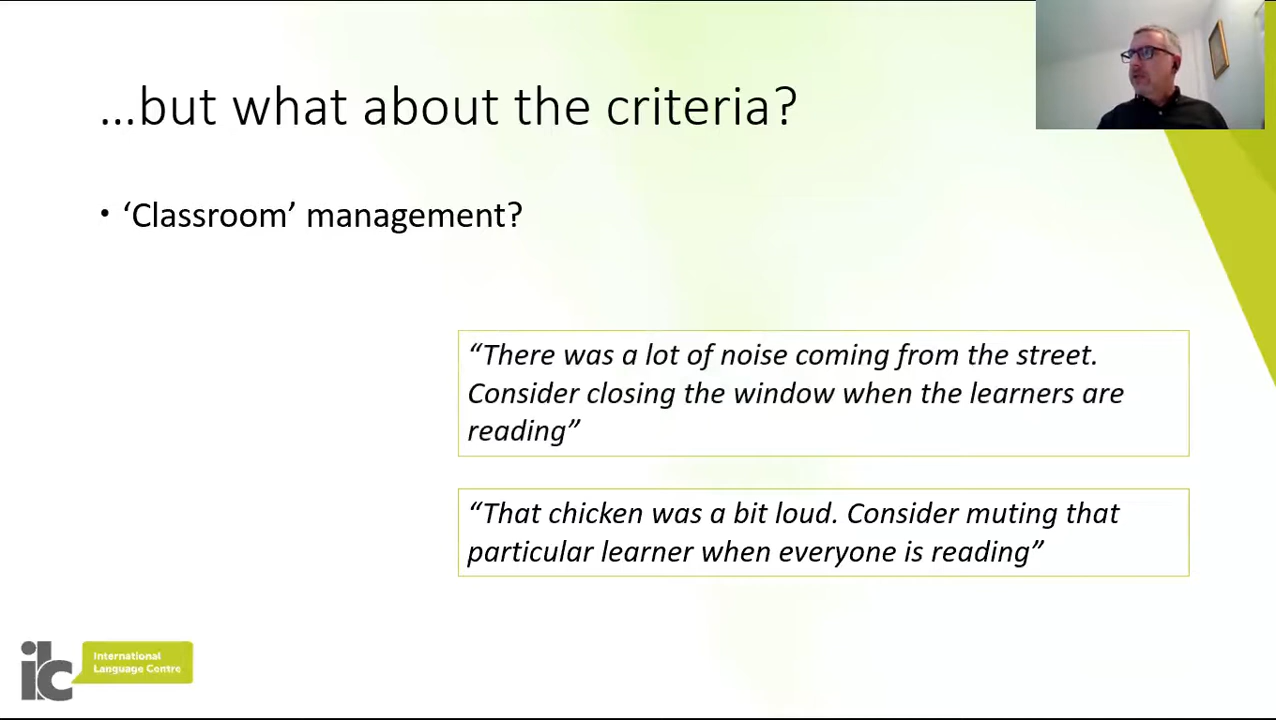 ...but what about the criteria?
• ‘Classroom’ management?
“There was a lot of noise coming from the street.
Consider closing the window when the learners are
reading”
“That chicken was a bit loud. Consider muting that
particular learner when everyone is reading”
ilc
International
Language Centre